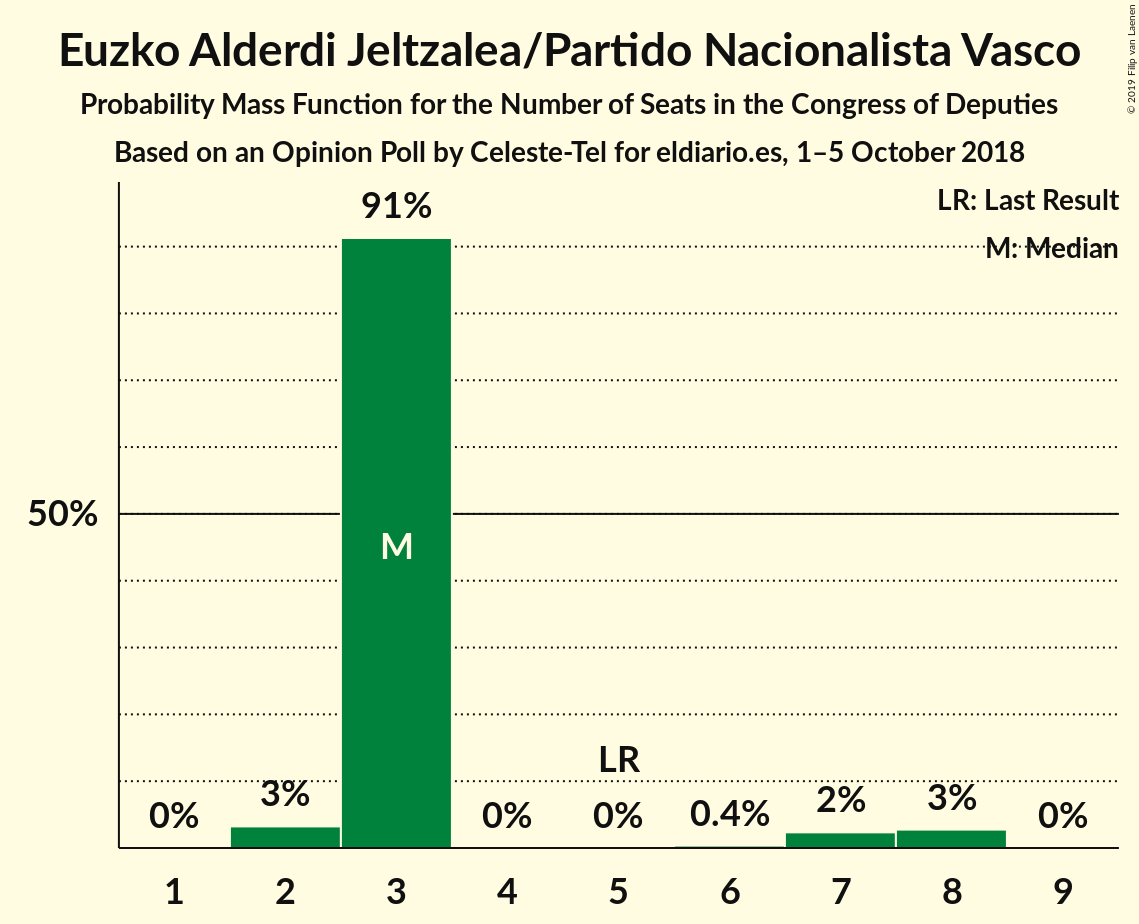 Euzko Alderdi Jeltzalea/Partido Nacionalista Vasco
Probability Mass Function for the Number of Seats in the Congress of Deputies
Based on an Opinion Poll by Celeste-Tel for eldiario.es, 1–5 October 2018
© 2019 Filip van Laenen
LR: Last Result
M: Median
91%
50%
M
LR
0% 3% 0% 0% 0.4% 2% 3% 0%
1 2 3 4 5 6 7 8 9